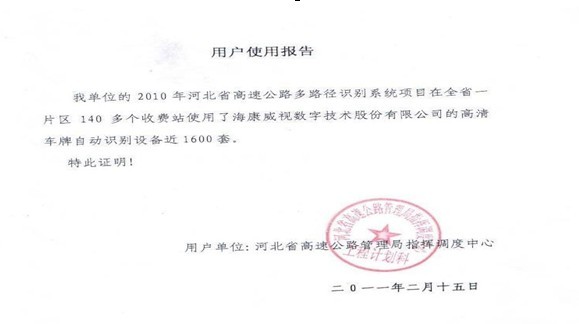 用户使用报告
我单位的 2010 年河北省高速公路多路径识别系统项目在全省一
片区 140 多个收费站使用了海康威视数字技术股份有限公司的高清
车牌自动识别设备近 1600 套。
特此证明！
河北省高速公路管理局指挥调度中心
用户单位：河北省高速公路管理局指挥调度中心
工程计划科
二0一一年二月十五日